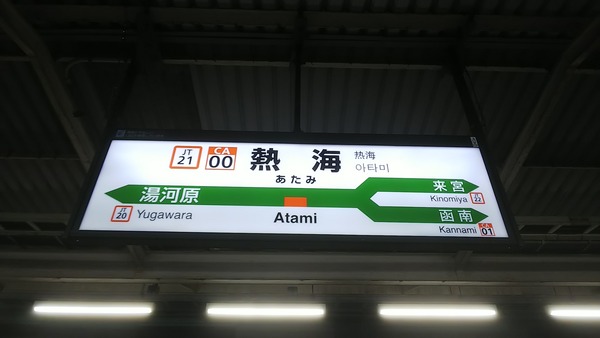 JT 21 CA 00 熱海 热海
아타미
あたみ
湯河原 来宮
JT 20 Yugawara Kinomiya JT 22
Atami 函南
Kannami CA 01